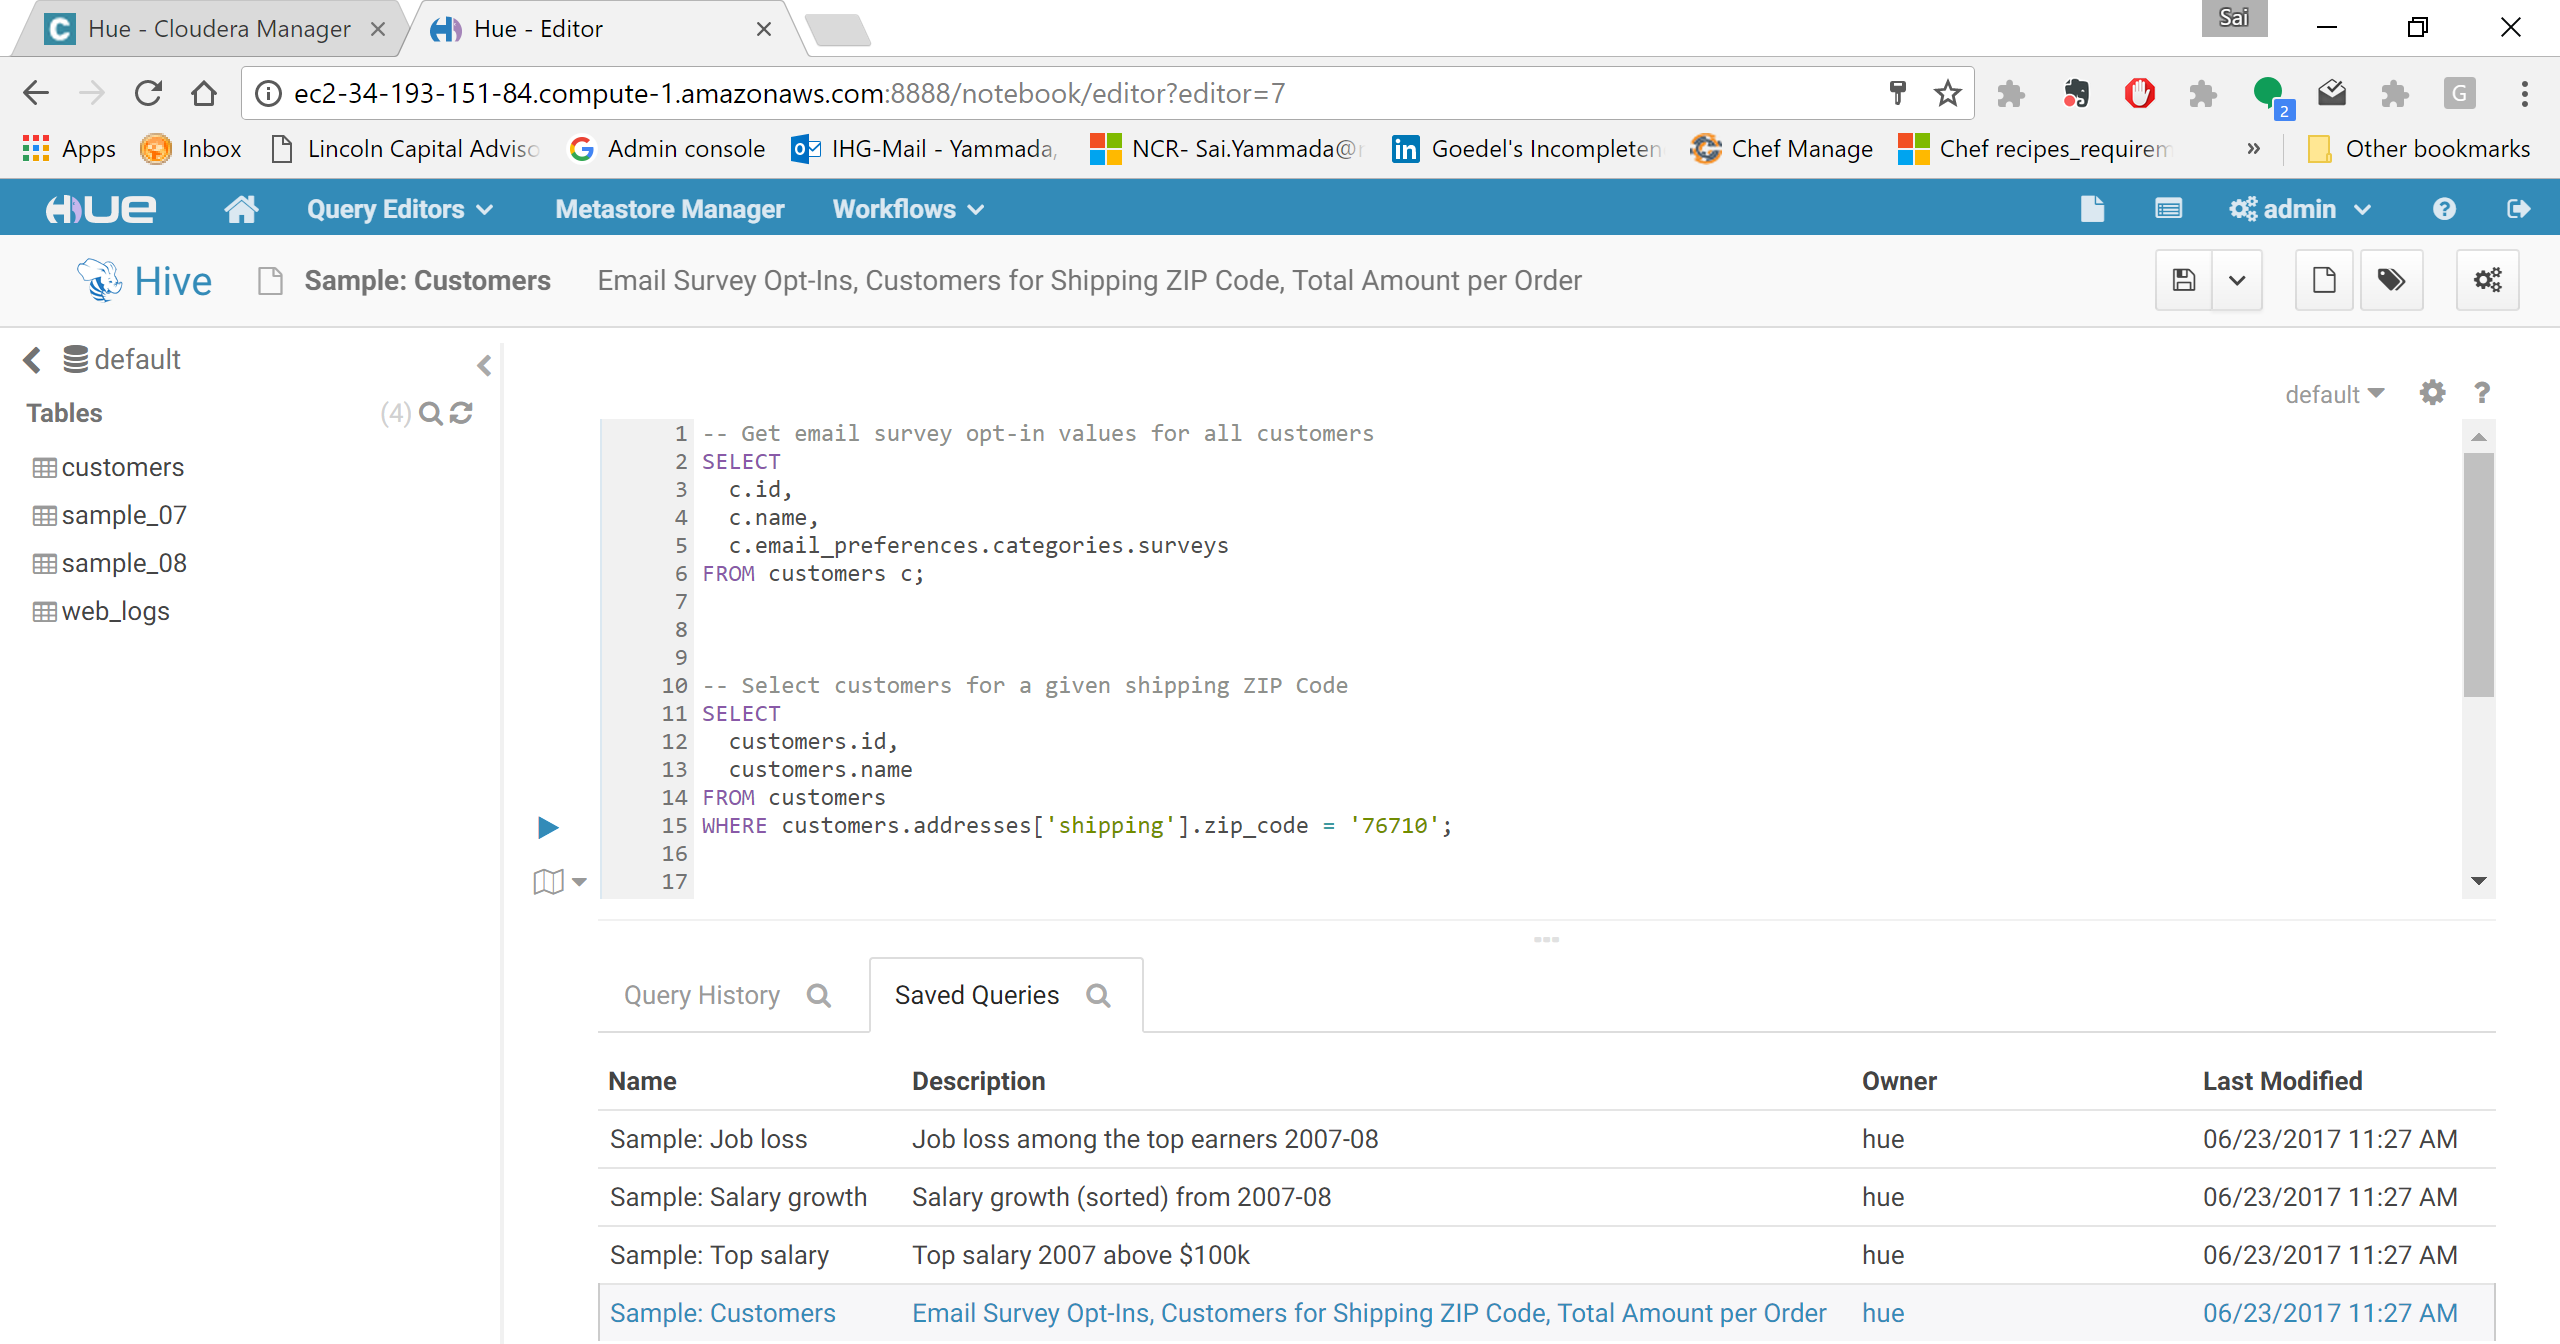 Hue - Cloudera Manager
Hue - Editor
Sai
ec2-34-193-151-84.compute-1.amazonaws.com:8888/notebook/editor?editor=7
2
G
Apps
Inbox
Lincoln Capital Adviso
Admin console
IHG-Mail - Yammada,
NCR- Sai.Yammada@
Goedel's Incompleten
Chef Manage
Chef recipes_requirem
»
Other bookmarks
HUE
Query Editors
Metastore Manager
Workflows
admin
Hive
Sample: Customers
Email Survey Opt-Ins, Customers for Shipping ZIP Code, Total Amount per Order
default
Tables
(4)
customers
sample_07
sample_08
web_logs
default
?
1 -- Get email survey opt-in values for all customers
2 SELECT
3 c.id,
4 c.name,
5 c.email_preferences.categories.surveys
6 FROM customers c;
7
8
9
10 -- Select customers for a given shipping ZIP Code
11 SELECT
12 customers.id,
13 customers.name
14 FROM customers
15 WHERE customers.addresses['shipping'].zip_code = '76710';
16
17
Query History
Saved Queries
Name Description Owner Last Modified
Sample: Job loss Job loss among the top earners 2007-08 hue 06/23/2017 11:27 AM
Sample: Salary growth Salary growth (sorted) from 2007-08 hue 06/23/2017 11:27 AM
Sample: Top salary Top salary 2007 above $100k hue 06/23/2017 11:27 AM
Sample: Customers Email Survey Opt-Ins, Customers for Shipping ZIP Code, Total Amount per Order hue 06/23/2017 11:27 AM